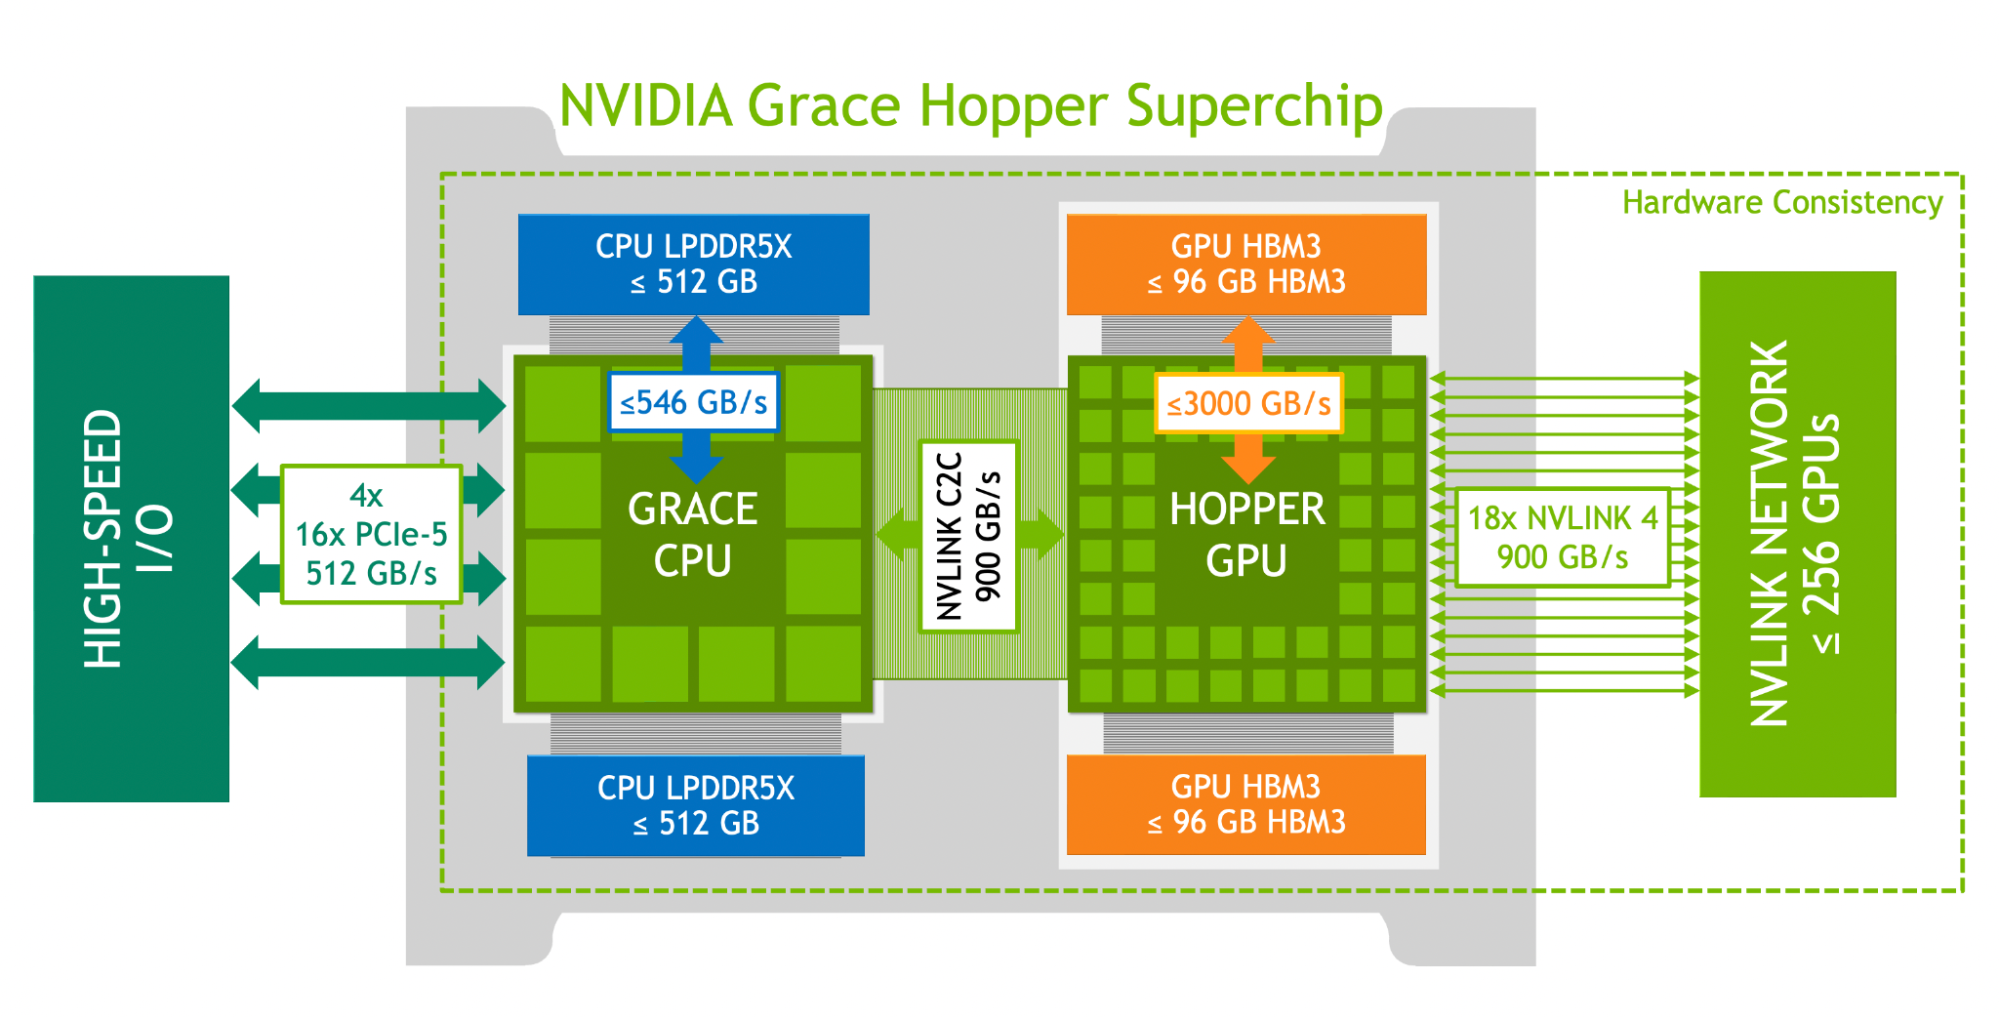 NVIDIA Grace Hopper Superchip
Hardware Consistency
CPU LPDDR5X
≤ 512 GB
GPU HBM3
≤ 96 GB HBM3
≤546 GB/s
≤3000 GB/s
HIGH-SPEED
I/O
4x
16x PCIe-5
512 GB/s
GRACE
CPU
NVLINK C2C
900 GB/s
HOPPER
GPU
18x NVLINK 4
900 GB/s
NVLINK NETWORK
≤ 256 GPUs
CPU LPDDR5X
≤ 512 GB
GPU HBM3
≤ 96 GB HBM3